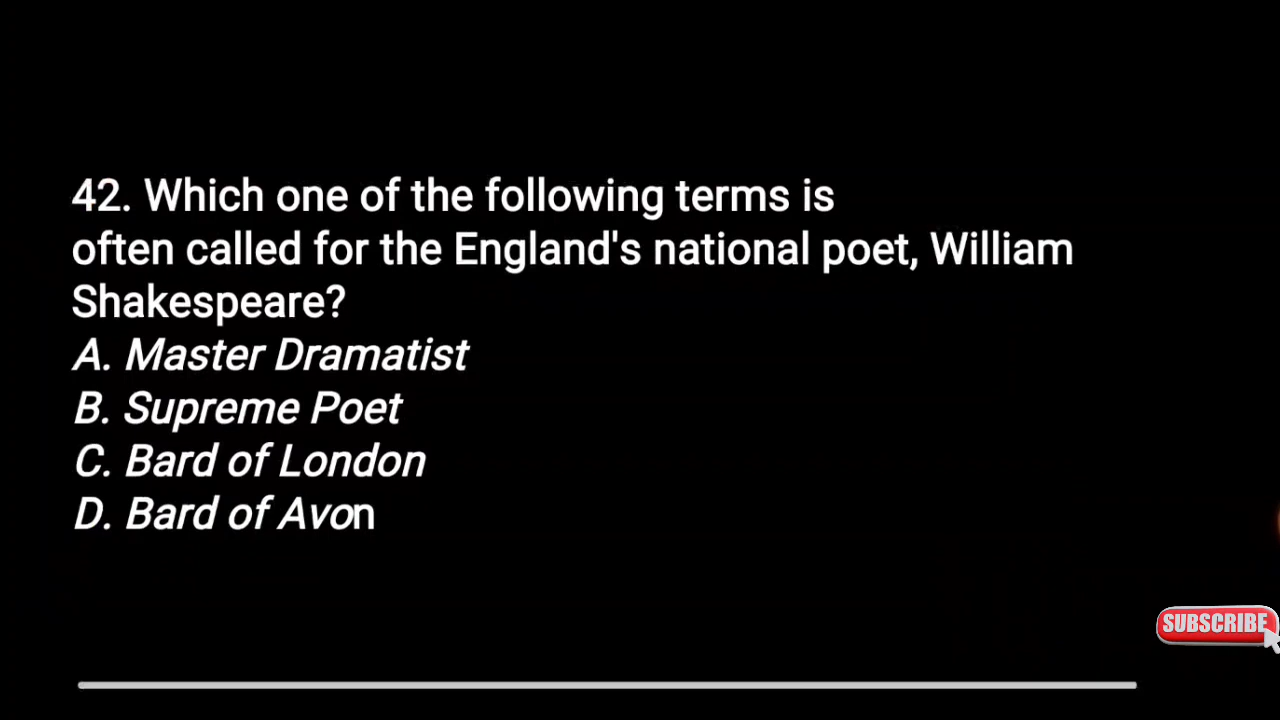 42. Which one of the following terms is
often called for the England's national poet, William
Shakespeare?
A. Master Dramatist
B. Supreme Poet
C. Bard of London
D. Bard of Avon
SUBSCRIBE